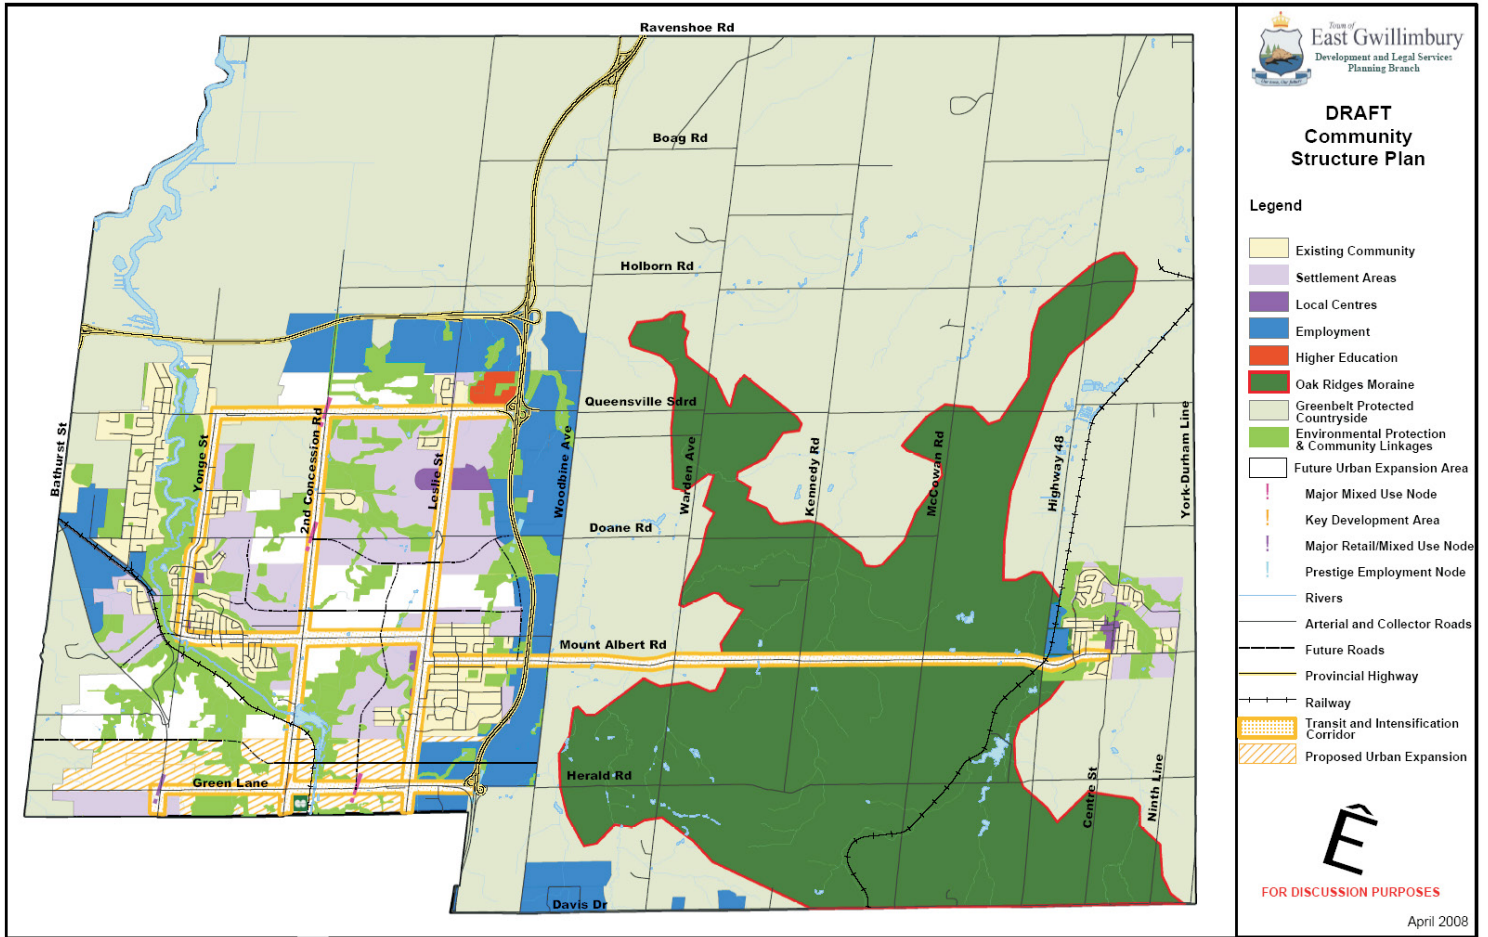 Ravenshoe Rd
Boag Rd
Holborn Rd
Queensville Sdrd
Bathurst St
Yonge St
2nd Concession Rd
Leslie St
Woodbine Ave
Warden Ave
Kennedy Rd
McCowan Rd
Highway 48
York-Durham Line
Doane Rd
Mount Albert Rd
Green Lane
Herald Rd
Centre St
Ninth Line
Davis Dr
Town of
East Gwillimbury
Development and Legal Services
Planning Branch
DRAFT
Community
Structure Plan
Legend
Existing Community
Settlement Areas
Local Centres
Employment
Higher Education
Oak Ridges Moraine
Greenbelt Protected
Countryside
Environmental Protection
& Community Linkages
Future Urban Expansion Area
! Major Mixed Use Node
! Key Development Area
! Major Retail/Mixed Use Node
! Prestige Employment Node
Rivers
Arterial and Collector Roads
Future Roads
Provincial Highway
Railway
Transit and Intensification
Corridor
Proposed Urban Expansion
Ê
FOR DISCUSSION PURPOSES
April 2008